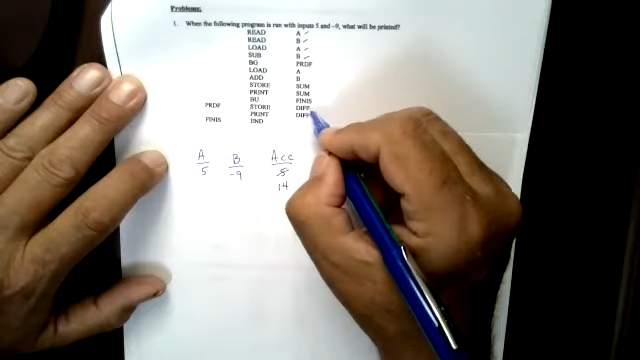 Problems:
1. When the following program is run with inputs 5 and -9, what will be printed?
READ A ✓
READ B ✓
LOAD A ✓
SUB B ✓
BG PRDF
LOAD A
ADD B
STORE SUM
PRINT SUM
BU FINIS
PRDF STORE DIFF
PRINT DIFF
FINIS END
A B Acc
5 -9 5
14